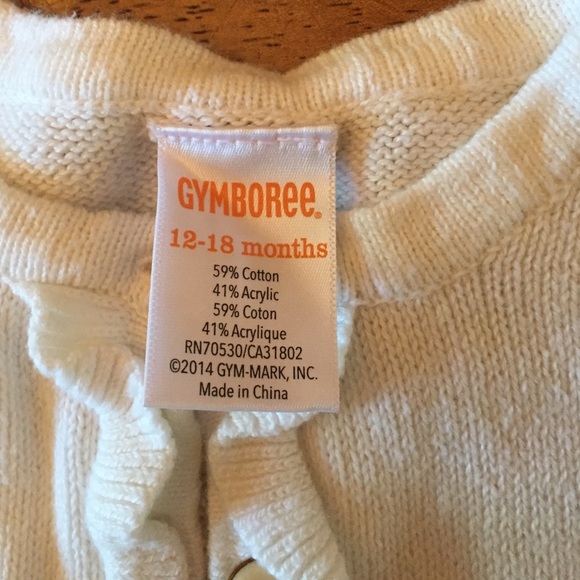 GYMBOREE®
12-18 months
59% Cotton
41% Acrylic
59% Coton
41% Acrylique
RN70530/CA31802
©2014 GYM-MARK, INC.
Made in China